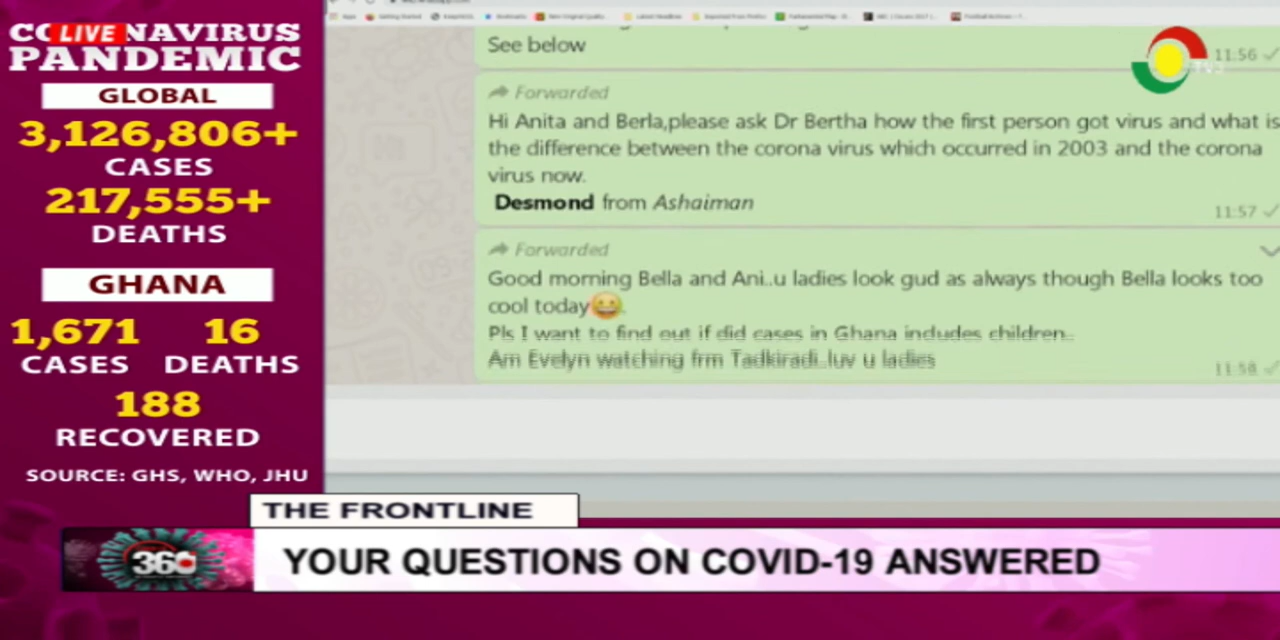 CORONAVIRUS
LIVE
PANDEMIC
GLOBAL
3,126,806+
CASES
217,555+
DEATHS
GHANA
1,671 16
CASES DEATHS
188
RECOVERED
SOURCE: GHS, WHO, JHU
See below
11:56
Forwarded
Hi Anita and Berla,please ask Dr Bertha how the first person got virus and what is
the difference between the corona virus which occurred in 2003 and the corona
virus now.
Desmond from Ashaiman
11:57
Forwarded
Good morning Bella and Ani..u ladies look gud as always though Bella looks too
cool today😀.
Pls I want to find out if did cases in Ghana includes children..
Am Evelyn watching frm Tadkiradi..luv u ladies
11:58
THE FRONTLINE
360
YOUR QUESTIONS ON COVID-19 ANSWERED